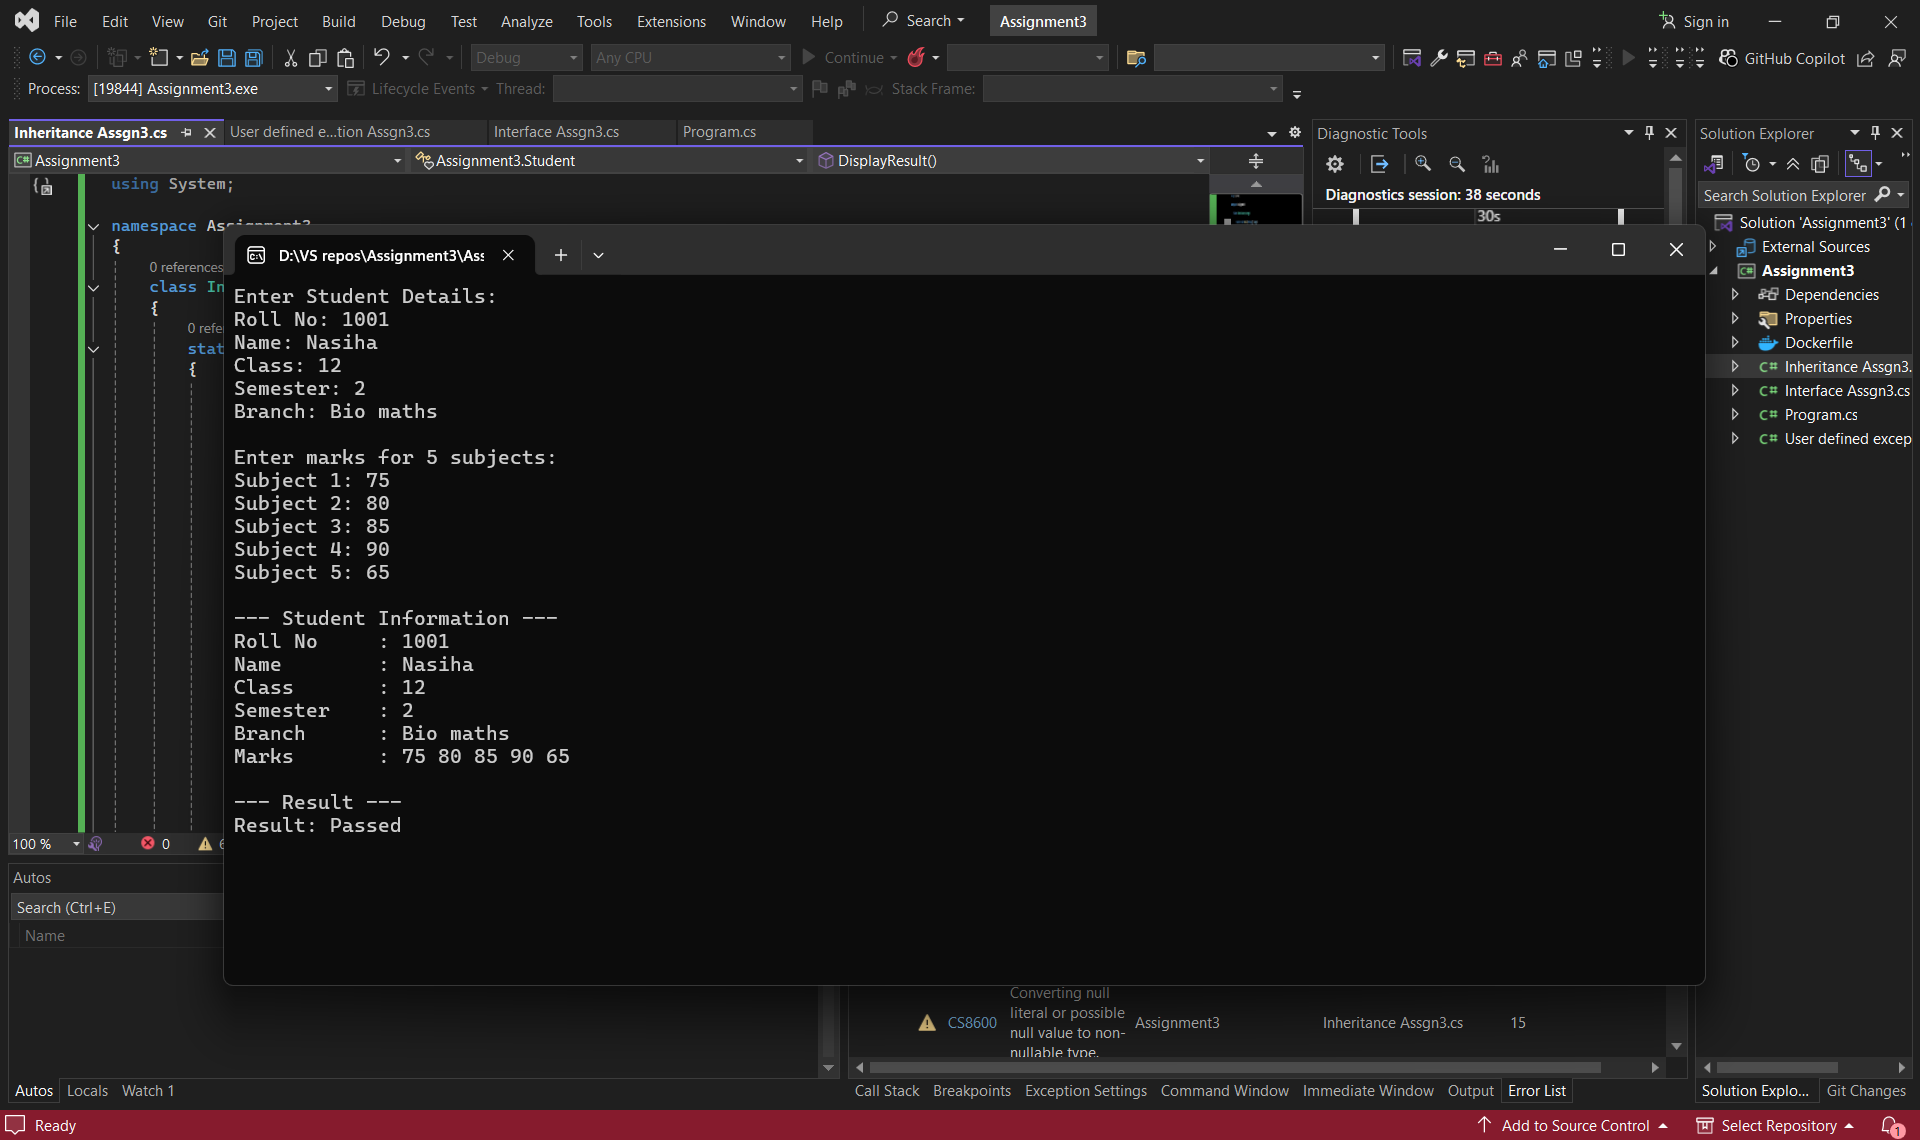 File Edit View Git Project Build Debug Test Analyze Tools Extensions Window Help Search Assignment3 Sign in
Debug Any CPU Continue GitHub Copilot
Process: [19844] Assignment3.exe Lifecycle Events Thread: Stack Frame:
Inheritance Assgn3.cs User defined e...tion Assgn3.cs Interface Assgn3.cs Program.cs
Assignment3 Assignment3.Student DisplayResult()
using System;
namespace Assignment3
{
0 references
class In
{
0 refe
stat
{
100 % 0 6
Diagnostic Tools
Diagnostics session: 38 seconds
30s
Solution Explorer
Search Solution Explorer
Solution 'Assignment3' (1
External Sources
Assignment3
Dependencies
Properties
Dockerfile
C# Inheritance Assgn3.
C# Interface Assgn3.cs
C# Program.cs
C# User defined excep
D:\VS repos\Assignment3\Ass
Enter Student Details:
Roll No: 1001
Name: Nasiha
Class: 12
Semester: 2
Branch: Bio maths
Enter marks for 5 subjects:
Subject 1: 75
Subject 2: 80
Subject 3: 85
Subject 4: 90
Subject 5: 65
--- Student Information ---
Roll No : 1001
Name : Nasiha
Class : 12
Semester : 2
Branch : Bio maths
Marks : 75 80 85 90 65
--- Result ---
Result: Passed
Autos
Search (Ctrl+E)
Name
Autos Locals Watch 1
CS8600
Converting null
literal or possible
null value to non-
nullable type.
Assignment3 Inheritance Assgn3.cs 15
Call Stack Breakpoints Exception Settings Command Window Immediate Window Output Error List
Solution Explo... Git Changes
Ready Add to Source Control Select Repository 1